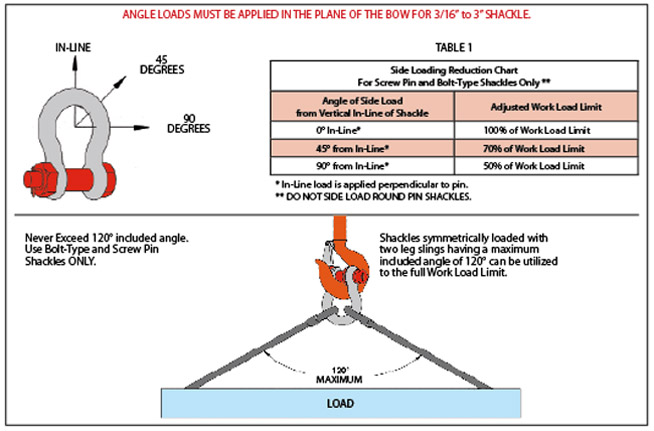 ANGLE LOADS MUST BE APPLIED IN THE PLANE OF THE BOW FOR 3/16" to 3" SHACKLE.
IN-LINE
45
DEGREES
90
DEGREES
TABLE 1
Side Loading Reduction Chart
For Screw Pin and Bolt-Type Shackles Only **
Angle of Side Load
from Vertical In-Line of Shackle
Adjusted Work Load Limit
0° In-Line* 100% of Work Load Limit
45° from In-Line* 70% of Work Load Limit
90° from In-Line* 50% of Work Load Limit
* In-Line load is applied perpendicular to pin.
** DO NOT SIDE LOAD ROUND PIN SHACKLES.
Never Exceed 120° included angle.
Use Bolt-Type and Screw Pin
Shackles ONLY.
Shackles symmetrically loaded with
two leg slings having a maximum
included angle of 120° can be utilized
to the full Work Load Limit.
120°
MAXIMUM
LOAD